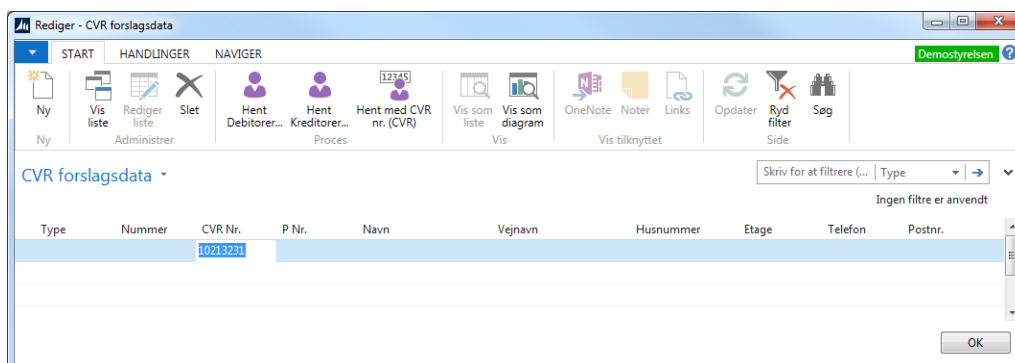 Rediger - CVR forslagsdata
START HANDLINGER NAVIGER Demostyrelsen ?
Ny Vis liste Rediger liste Slet Hent Debitorer... Hent Kreditorer... 12345 Hent med CVR nr. (CVR) Vis som liste Vis som diagram OneNote Noter Links Opdater Ryd filter Søg
Ny Administrer Proces Vis Vis tilknyttet Side
CVR forslagsdata Skriv for at filtrere (... Type
Ingen filtre er anvendt
Type Nummer CVR Nr. P Nr. Navn Vejnavn Husnummer Etage Telefon Postnr.
10213231
OK